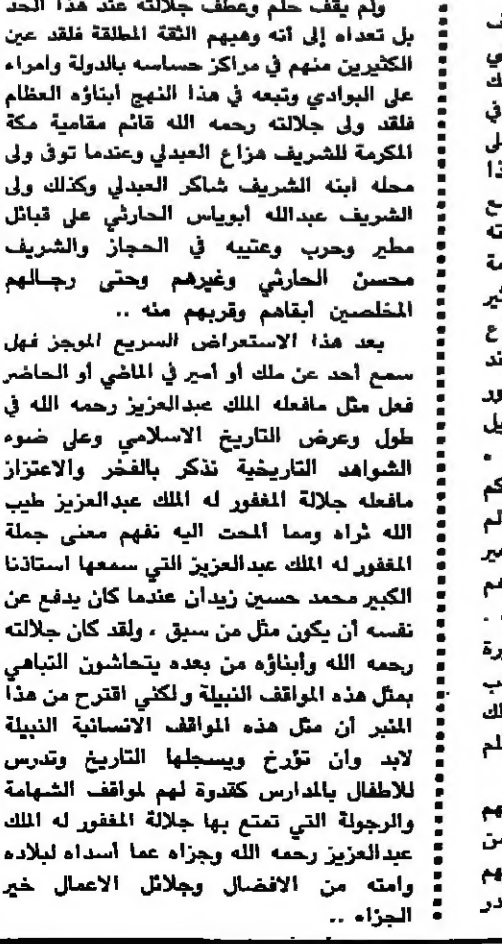 ولم يقف حلم وعطف جلالته عند هذا الحد
بل تعداه إلى أنه وهبهم الثقة المطلقة فلقد عين
الكثيرين منهم في مراكز حساسه بالدولة وامراء
على البوادي وتبعه في هذا النهج أبناؤه العظام
فلقد ولى جلالته رحمه الله قائم مقامية مكة
المكرمة للشريف هزاع العبدلي وعندما توفى ولى
محله ابنه الشريف شاكر العبدلي وكذلك ولى
الشريف عبدالله أبوياس الحارثي على قبائل
مطير وحرب وعتيبه في الحجاز والشريف
محسن الحارثي وغيرهم وحتى رجالهم
المخلصين أبقاهم وقربهم منه ..
بعد هذا الاستعراض السريع الموجز فهل
سمع أحد عن ملك أو أمير في الماضي أو الحاضر
فعل مثل مافعله الملك عبدالعزيز رحمه الله في
طول وعرض التاريخ الاسلامي وعلى ضوء
الشواهد التاريخية نذكر بالفخر والاعتزاز
مافعله جلالة المغفور له الملك عبدالعزيز طيب
الله ثراه ومما ألمحت اليه نفهم معنى جملة
المغفور له الملك عبدالعزيز التي سمعها استاذنا
الكبير محمد حسين زيدان عندما كان يدفع عن
نفسه أن يكون مثل من سبق ، ولقد كان جلالته
رحمه الله وأبناؤه من بعده يتحاشون التباهي
بمثل هذه المواقف النبيلة ولكني اقترح من هذا
المنبر أن مثل هذه المواقف الانسانية النبيلة
لابد وان تؤرخ ويسجلها التاريخ وتدرس
للاطفال بالمدارس كقدوة لهم لمواقف الشهامة
والرجولة التي تمتع بها جلالة المغفور له الملك
عبدالعزيز رحمه الله وجزاه عما أسداه لبلاده
وامته من الافضال وجلائل الاعمال خير
الجزاء ..